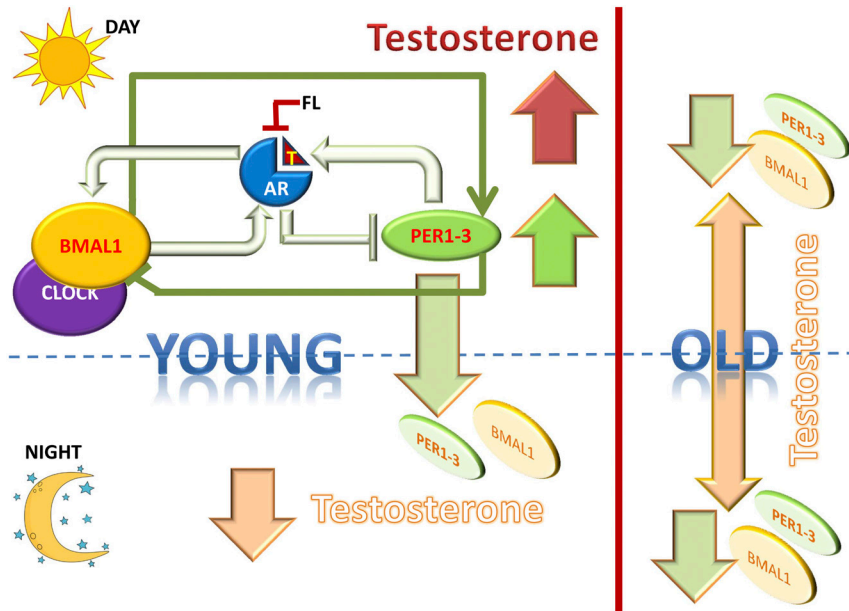 DAY
Testosterone
FL
T
AR
BMAL1
PER1-3
CLOCK
YOUNG
PER1-3
BMAL1
NIGHT
Testosterone
PER1-3
BMAL1
Testosterone
OLD
PER1-3
BMAL1